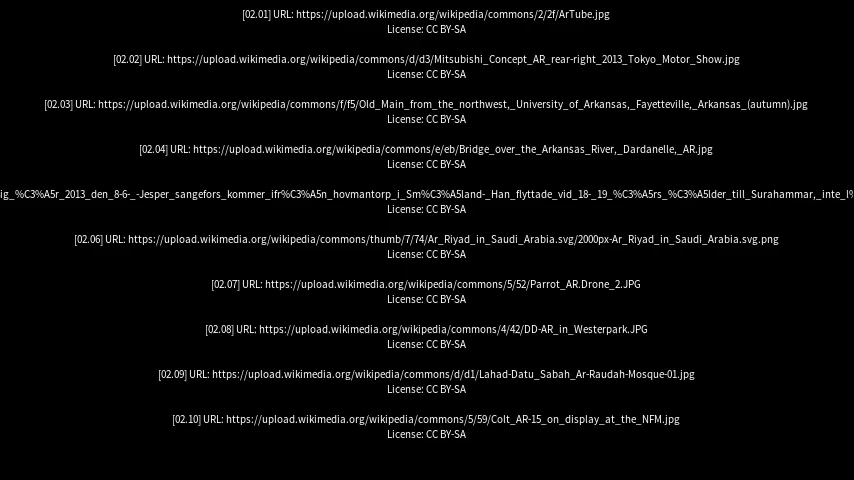 [02.01] URL: https://upload.wikimedia.org/wikipedia/commons/2/2f/ArTube.jpg
License: CC BY-SA
[02.02] URL: https://upload.wikimedia.org/wikipedia/commons/d/d3/Mitsubishi_Concept_AR_rear-right_2013_Tokyo_Motor_Show.jpg
License: CC BY-SA
[02.03] URL: https://upload.wikimedia.org/wikipedia/commons/f/f5/Old_Main_from_the_northwest,_University_of_Arkansas,_Fayetteville,_Arkansas_(autumn).jpg
License: CC BY-SA
[02.04] URL: https://upload.wikimedia.org/wikipedia/commons/e/eb/Bridge_over_the_Arkansas_River,_Dardanelle,_AR.jpg
License: CC BY-SA
ig_%C3%A5r_2013_den_8-6-_-Jesper_sangefors_kommer_ifr%C3%A5n_hovmantorp_i_Sm%C3%A5land-_Han_flyttade_vid_18-_19_%C3%A5rs_%C3%A5lder_till_Surahammar,_inte_l%
License: CC BY-SA
[02.06] URL: https://upload.wikimedia.org/wikipedia/commons/thumb/7/74/Ar_Riyad_in_Saudi_Arabia.svg/2000px-Ar_Riyad_in_Saudi_Arabia.svg.png
License: CC BY-SA
[02.07] URL: https://upload.wikimedia.org/wikipedia/commons/5/52/Parrot_AR.Drone_2.JPG
License: CC BY-SA
[02.08] URL: https://upload.wikimedia.org/wikipedia/commons/4/42/DD-AR_in_Westerpark.JPG
License: CC BY-SA
[02.09] URL: https://upload.wikimedia.org/wikipedia/commons/d/d1/Lahad-Datu_Sabah_Ar-Raudah-Mosque-01.jpg
License: CC BY-SA
[02.10] URL: https://upload.wikimedia.org/wikipedia/commons/5/59/Colt_AR-15_on_display_at_the_NFM.jpg
License: CC BY-SA